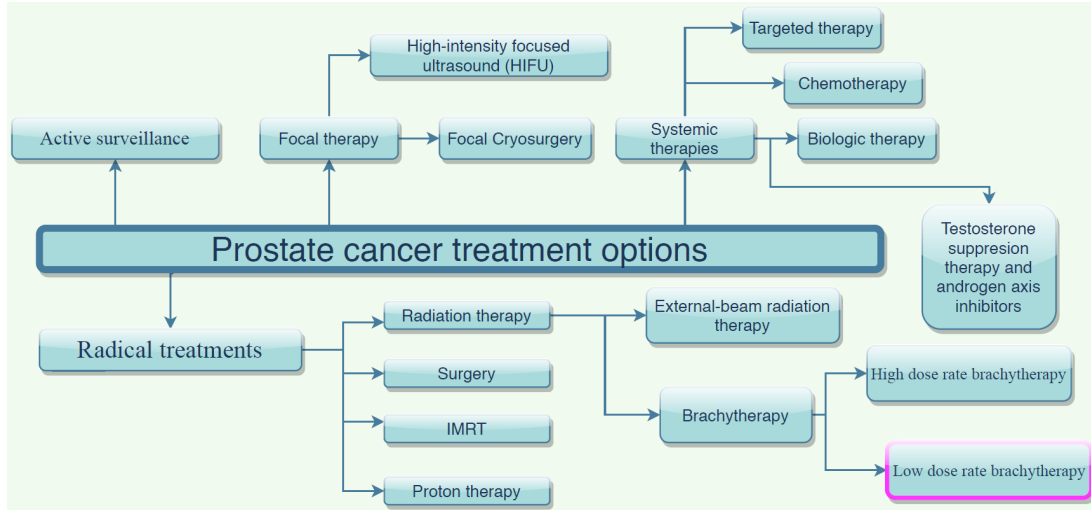 Targeted therapy
High-intensity focused
ultrasound (HIFU)
Chemotherapy
Active surveillance
Focal therapy
Focal Cryosurgery
Systemic
therapies
Biologic therapy
Testosterone
suppresion
therapy and
androgen axis
inhibitors
Prostate cancer treatment options
Radical treatments
Radiation therapy
External-beam radiation
therapy
Surgery
High dose rate brachytherapy
Brachytherapy
IMRT
Low dose rate brachytherapy
Proton therapy